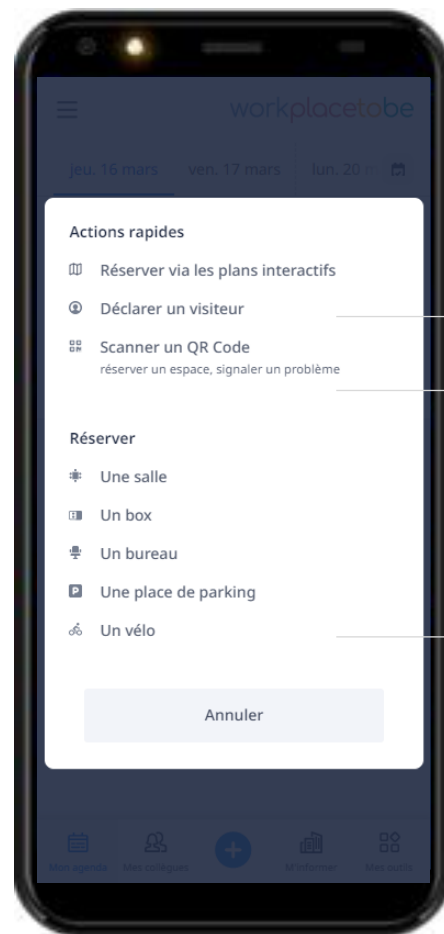 workplacetobe
jeu. 16 mars ven. 17 mars lun. 20 m
Actions rapides
Réserver via les plans interactifs
Déclarer un visiteur
Scanner un QR Code
réserver un espace, signaler un problème
Réserver
Une salle
Un box
Un bureau
Une place de parking
Un vélo
Annuler
Mon agenda Mes collègues M'informer Mes outils